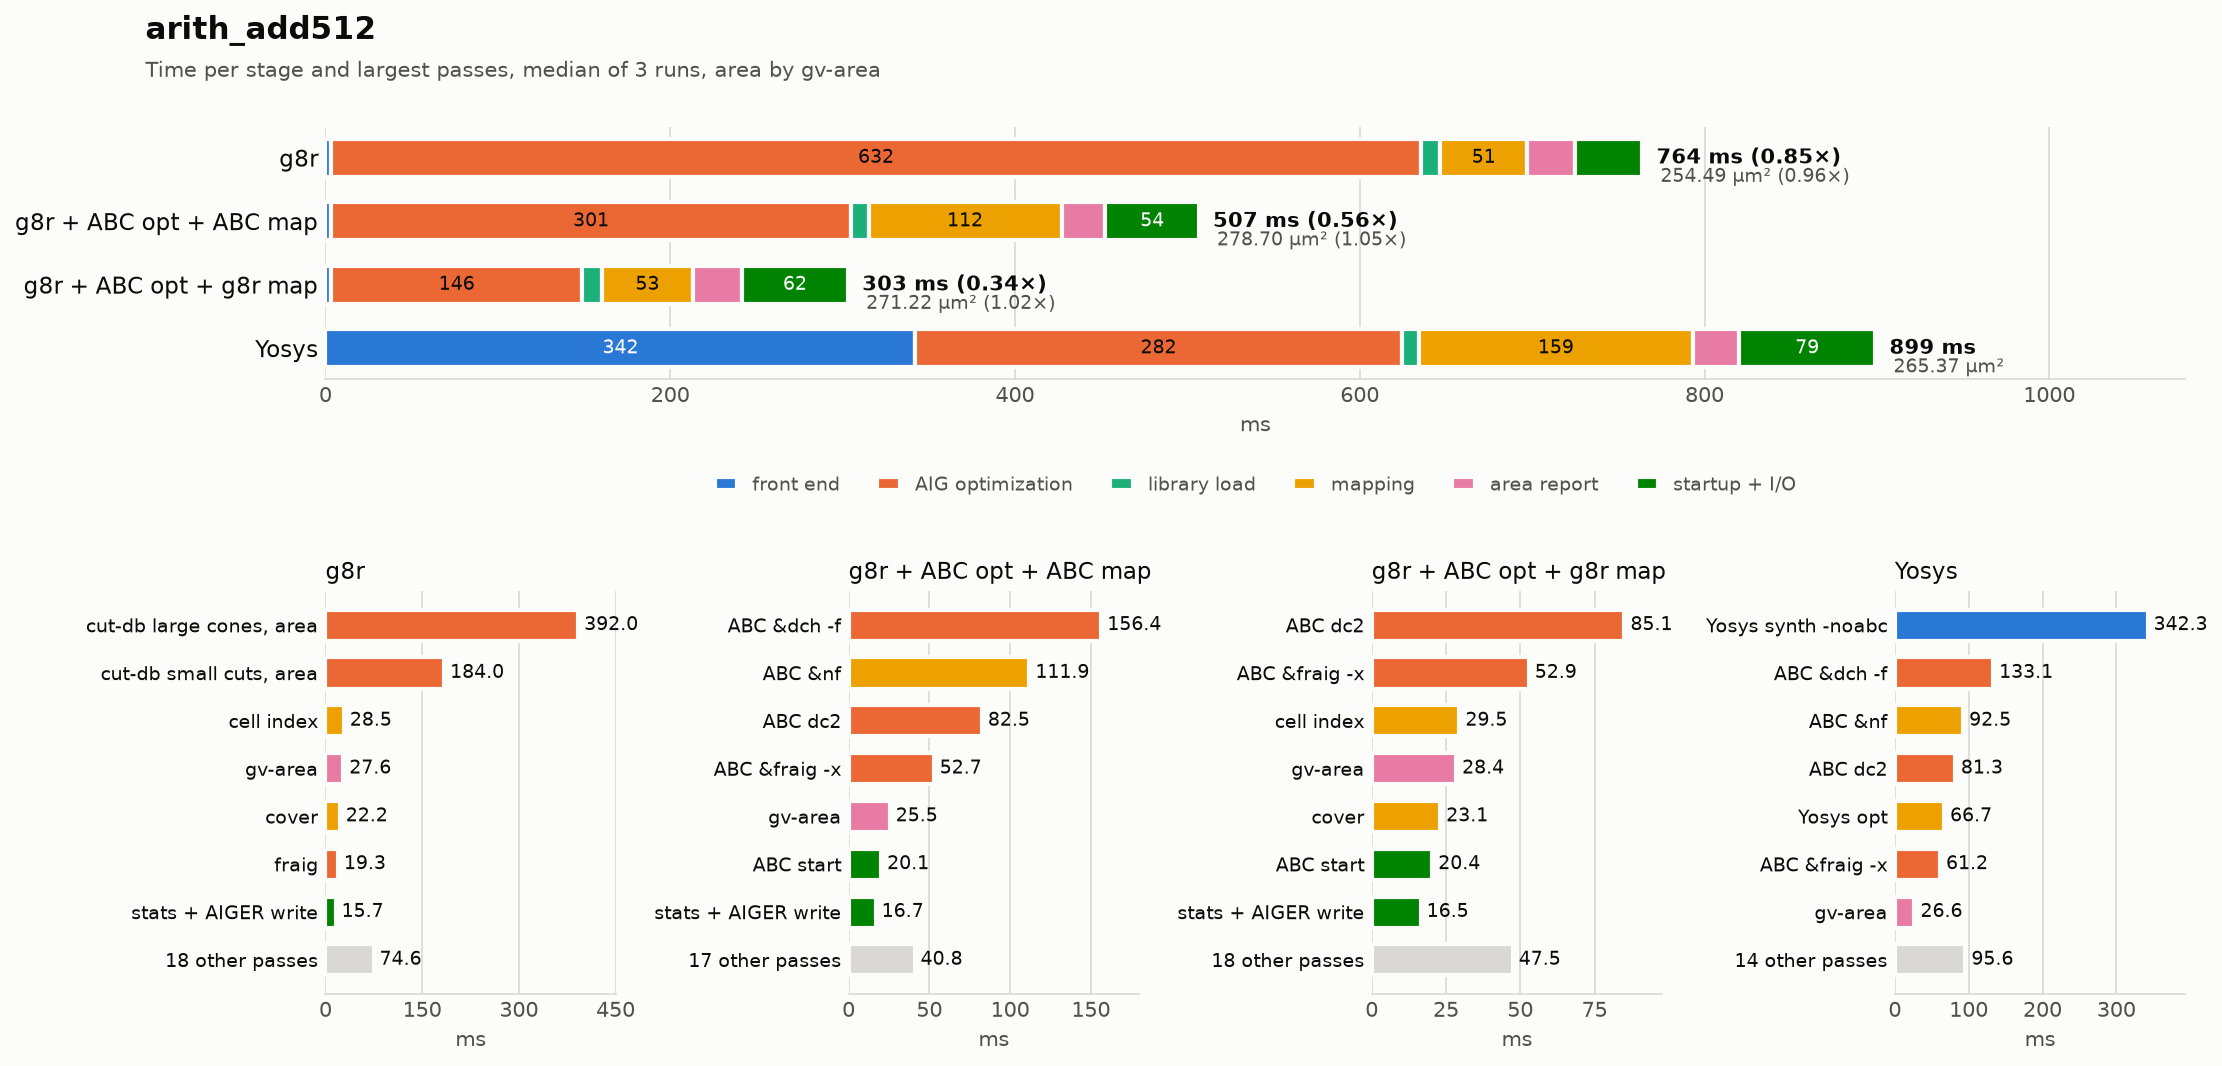 arith_add512
Time per stage and largest passes, median of 3 runs, area by gv-area
g8r
632
51
764 ms (0.85×)
254.49 µm² (0.96×)
g8r + ABC opt + ABC map
301
112
54
507 ms (0.56×)
278.70 µm² (1.05×)
g8r + ABC opt + g8r map
146
53
62
303 ms (0.34×)
271.22 µm² (1.02×)
Yosys
342
282
159
79
899 ms
265.37 µm²
0 200 400 600 800 1000
ms
front end AIG optimization library load mapping area report startup + I/O
g8r
cut-db large cones, area 392.0
cut-db small cuts, area 184.0
cell index 28.5
gv-area 27.6
cover 22.2
fraig 19.3
stats + AIGER write 15.7
18 other passes 74.6
0 150 300 450
ms
g8r + ABC opt + ABC map
ABC &dch -f 156.4
ABC &nf 111.9
ABC dc2 82.5
ABC &fraig -x 52.7
gv-area 25.5
ABC start 20.1
stats + AIGER write 16.7
17 other passes 40.8
0 50 100 150
ms
g8r + ABC opt + g8r map
ABC dc2 85.1
ABC &fraig -x 52.9
cell index 29.5
gv-area 28.4
cover 23.1
ABC start 20.4
stats + AIGER write 16.5
18 other passes 47.5
0 25 50 75
ms
Yosys
Yosys synth -noabc 342.3
ABC &dch -f 133.1
ABC &nf 92.5
ABC dc2 81.3
Yosys opt 66.7
ABC &fraig -x 61.2
gv-area 26.6
14 other passes 95.6
0 100 200 300
ms